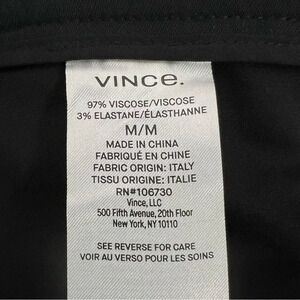 VINCE.
97% VISCOSE/VISCOSE
3% ELASTANE/ÉLASTHANNE
M/M
MADE IN CHINA
FABRIQUÉ EN CHINE
FABRIC ORIGIN: ITALY
TISSU ORIGINE: ITALIE
RN#106730
Vince, LLC
500 Fifth Avenue, 20th Floor
New York, NY 10110
SEE REVERSE FOR CARE
VOIR AU VERSO POUR LES SOINS